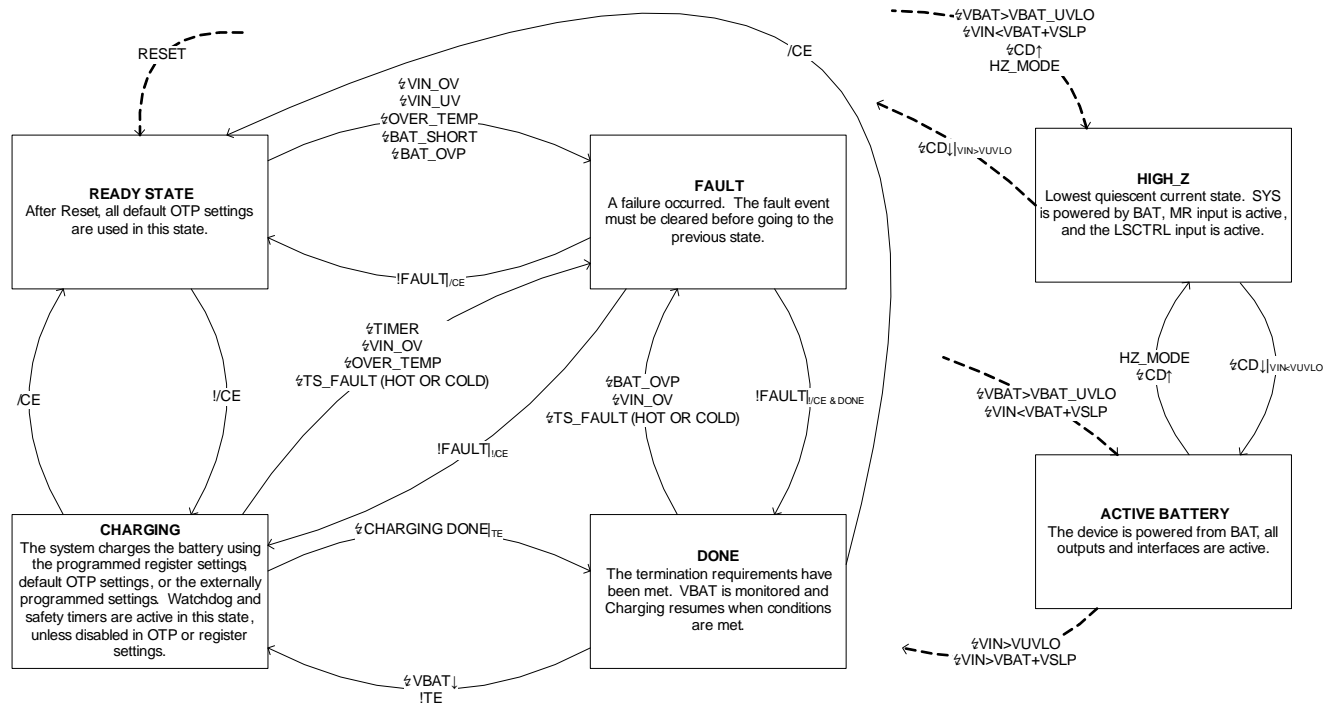 RESET
↯VIN_OV
↯VIN_UV
↯OVER_TEMP
↯BAT_SHORT
↯BAT_OVP
/CE
↯VBAT>VBAT_UVLO
↯VIN<VBAT+VSLP
↯CD↑
HZ_MODE
READY STATE
After Reset, all default OTP settings
are used in this state.
FAULT
A failure occurred.  The fault event
must be cleared before going to the
previous state.
↯CD↓|VIN>VUVLO
HIGH_Z
Lowest quiescent current state.  SYS
is powered by BAT, MR input is active,
and the LSCTRL input is active.
!FAULT|/CE
/CE
!/CE
↯TIMER
↯VIN_OV
↯OVER_TEMP
↯TS_FAULT (HOT OR COLD)
!FAULT|!/CE
↯BAT_OVP
↯VIN_OV
↯TS_FAULT (HOT OR COLD)
!FAULT|!/CE & DONE
HZ_MODE
↯CD↑
↯CD↓|VIN<VUVLO
↯VBAT>VBAT_UVLO
↯VIN<VBAT+VSLP
CHARGING
The system charges the battery using
the programmed register settings,
default OTP settings, or the externally
programmed settings.  Watchdog and
safety timers are active in this state,
unless disabled in OTP or register
settings.
↯CHARGING DONE|TE
DONE
The termination requirements have
been met.  VBAT is monitored and
Charging resumes when conditions
are met.
ACTIVE BATTERY
The device is powered from BAT, all
outputs and interfaces are active.
↯VBAT↓
!TE
↯VIN>VUVLO
↯VIN>VBAT+VSLP